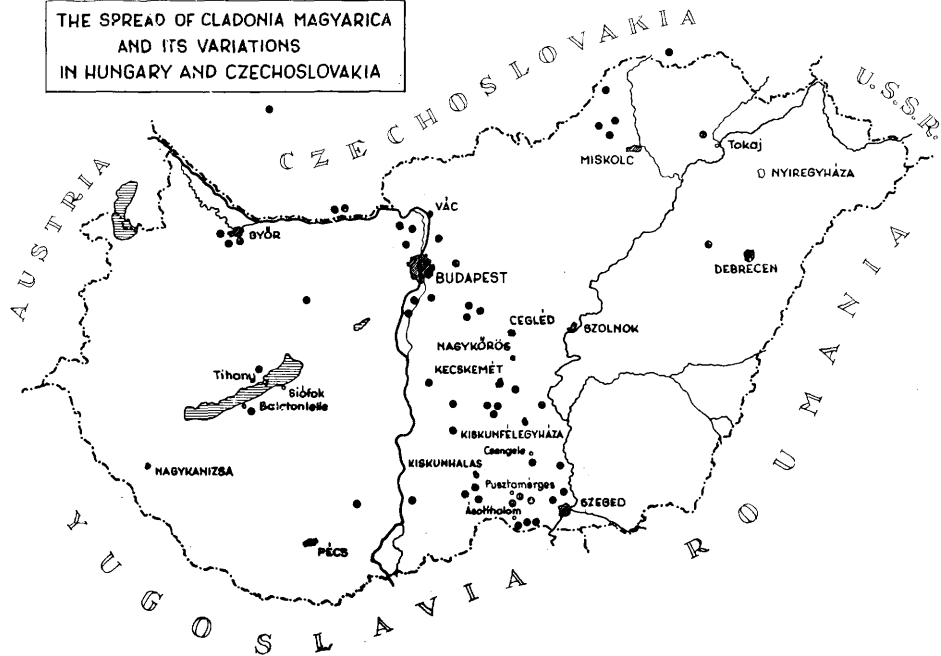 THE SPREAD OF CLADONIA MAGYARICA
AND ITS VARIATIONS
IN HUNGARY AND CZECHOSLOVAKIA
CZECHOSLOVAKIA
U.S.S.R.
AUSTRIA
MISKOLC
Tokaj
NYIREGYHÁZA
VÁC
GYŐR
DEBRECEN
BUDAPEST
ROUMANIA
CEGLÉD
SZOLNOK
NAGYKŐRÖS
KECSKEMÉT
Tihany
Siófok
Balatonlelle
KISKUNFÉLEGYHÁZA
Csengele
KISKUNHALAS
NAGYKANIZSA
Pusztamérges
SZEGED
Ásotthalom
PÉCS
YUGOSLAVIA